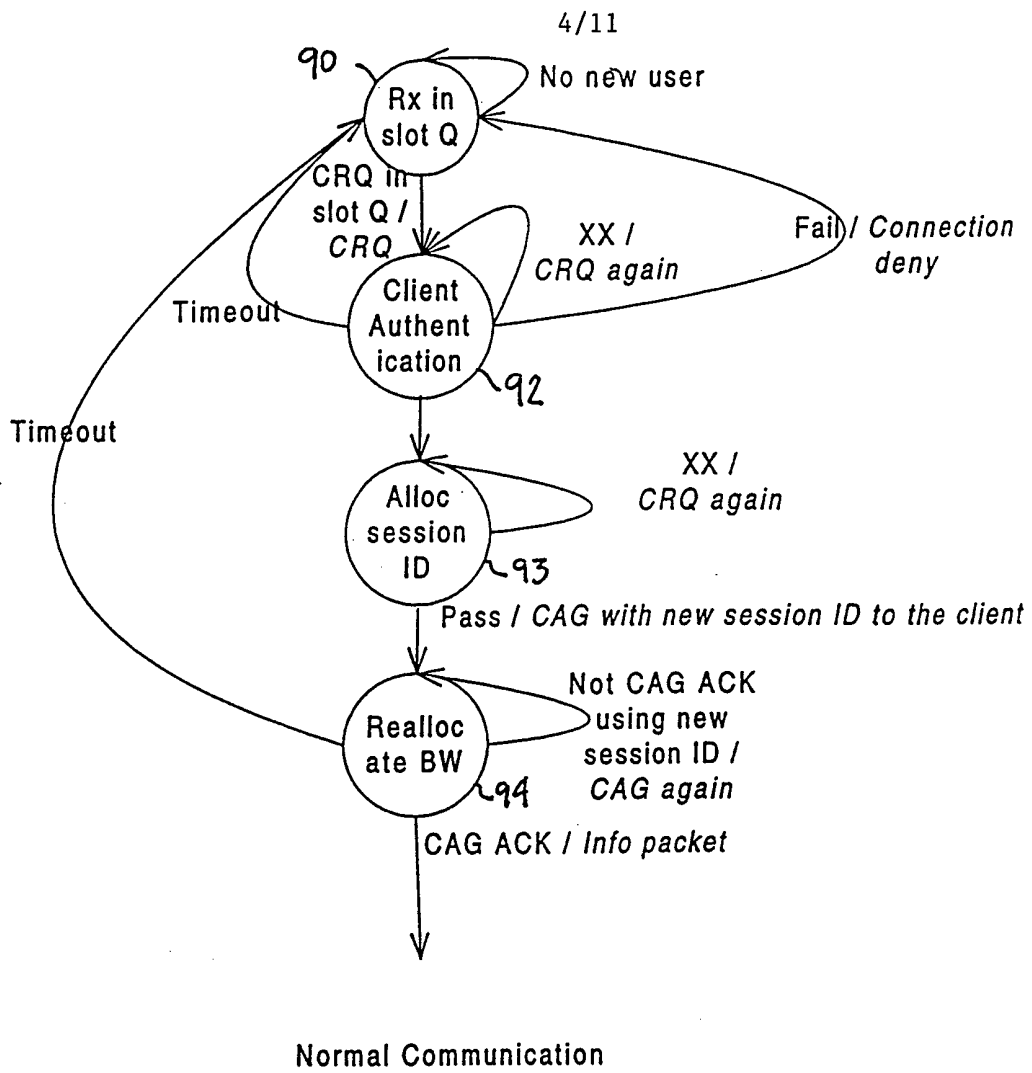 4/11
90
No new user
Rx in
slot Q
CRQ in
slot Q /
CRQ
XX /
CRQ again
Fail / Connection
deny
Client
Authent
ication
Timeout
92
Timeout
XX /
CRQ again
Alloc
session
ID
93
Pass / CAG with new session ID to the client
Not CAG ACK
using new
session ID /
CAG again
Realloc
ate BW
94
CAG ACK / Info packet
Normal Communication